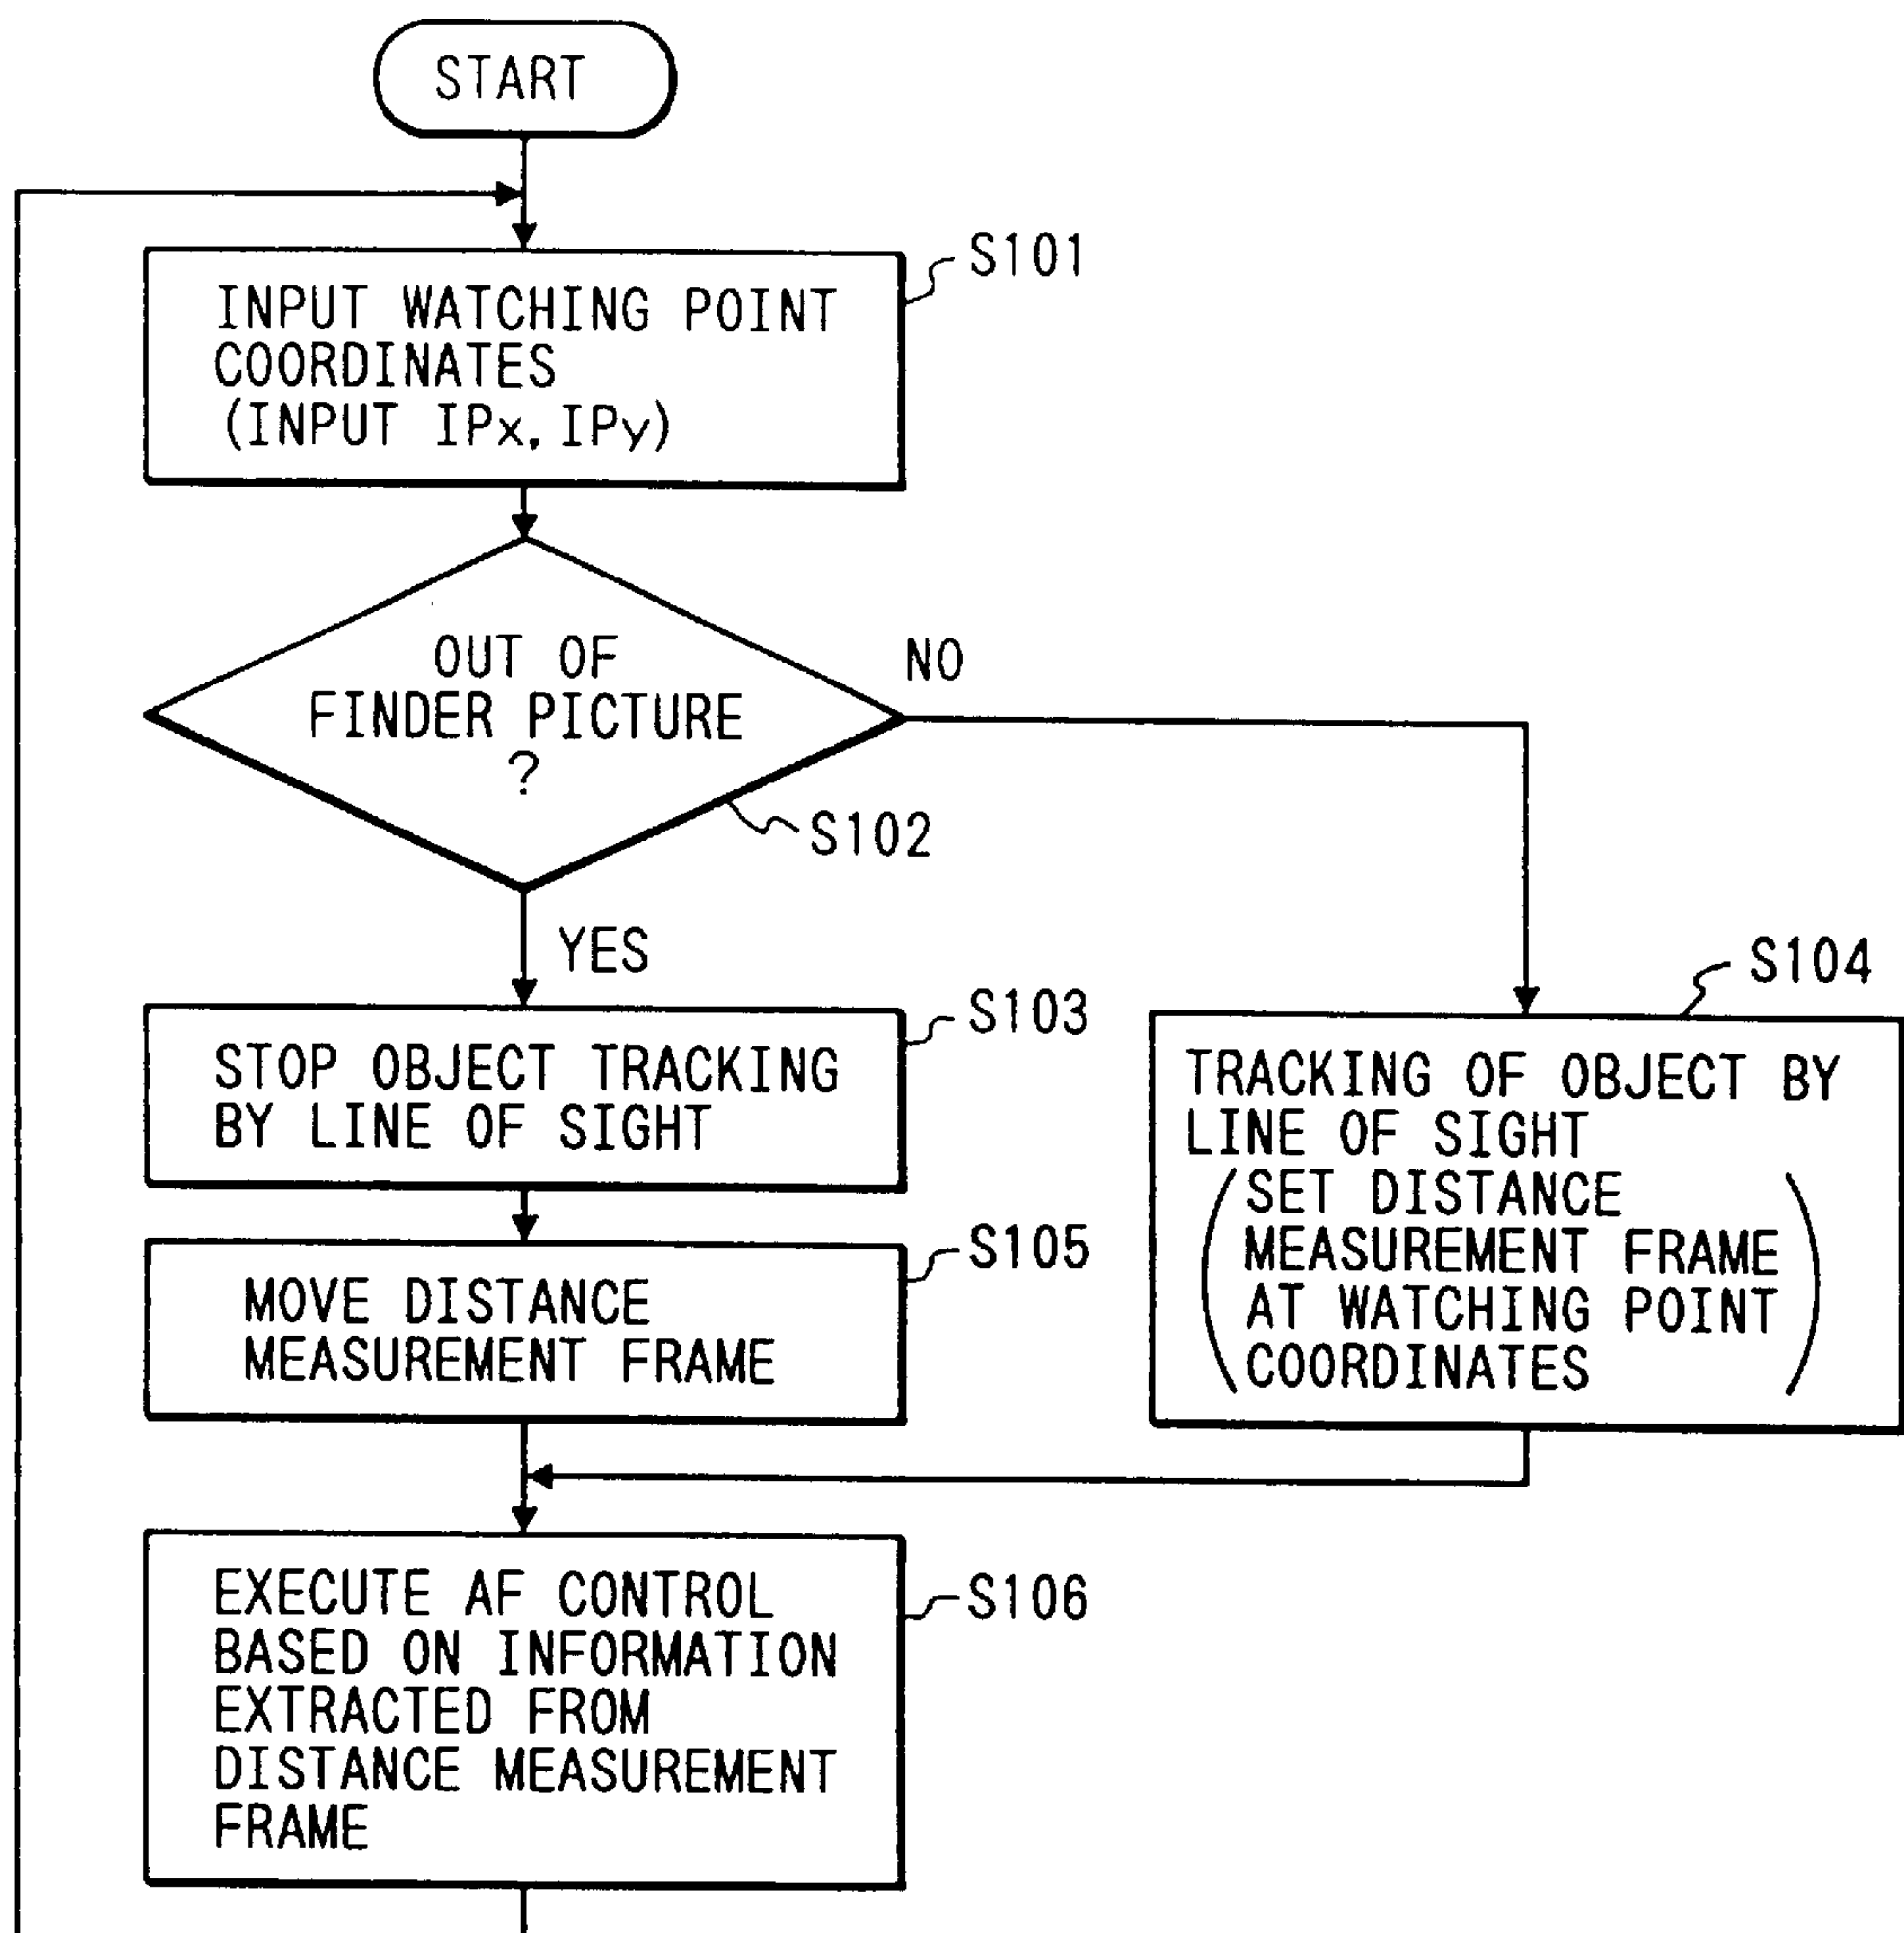 START
S101
INPUT WATCHING POINT
COORDINATES
(INPUT IPx, IPy)
OUT OF
FINDER PICTURE
?
NO
S102
YES
S103
STOP OBJECT TRACKING
BY LINE OF SIGHT
S104
TRACKING OF OBJECT BY
LINE OF SIGHT
(SET DISTANCE
MEASUREMENT FRAME
AT WATCHING POINT
COORDINATES)
S105
MOVE DISTANCE
MEASUREMENT FRAME
S106
EXECUTE AF CONTROL
BASED ON INFORMATION
EXTRACTED FROM
DISTANCE MEASUREMENT
FRAME